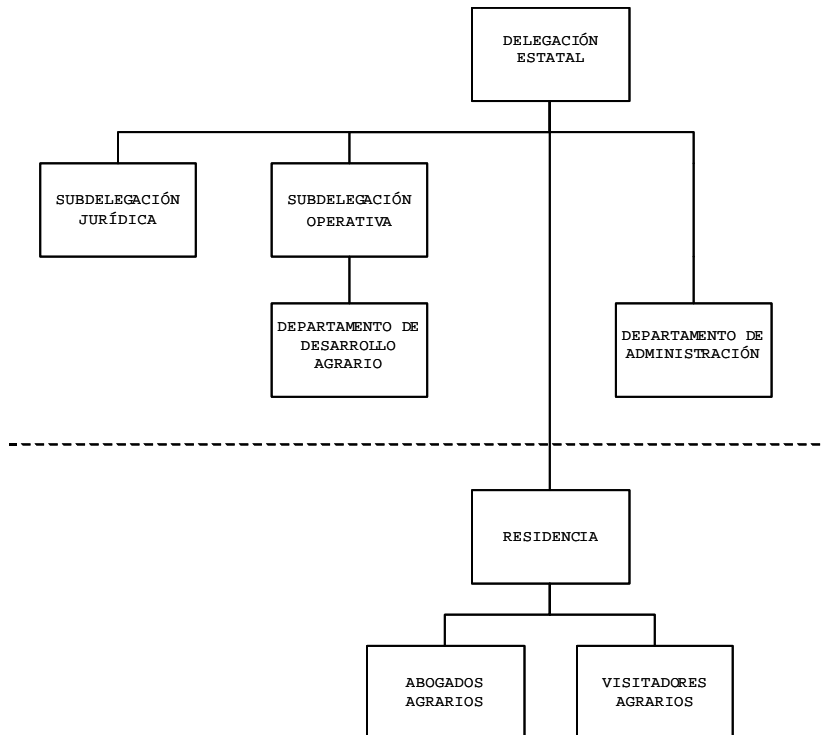 DELEGACIÓN
ESTATAL
SUBDELEGACIÓN
JURÍDICA
SUBDELEGACIÓN
OPERATIVA
DEPARTAMENTO DE
DESARROLLO
AGRARIO
DEPARTAMENTO DE
ADMINISTRACIÓN
RESIDENCIA
ABOGADOS
AGRARIOS
VISITADORES
AGRARIOS